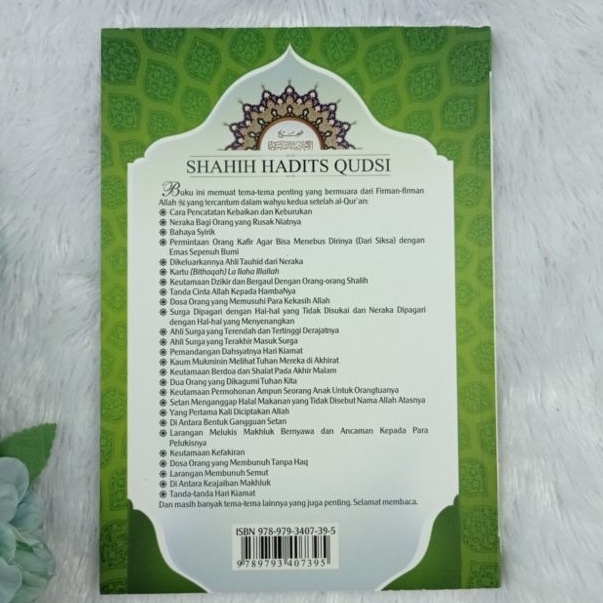 SHAHIH HADITS QUDSI
Buku ini memuat tema-tema penting yang bermuara dari Firman-firman
Allah ﷻ yang tercantum dalam wahyu kedua setelah al-Qur'an:
Cara Pencatatan Kebaikan dan Keburukan
Neraka Bagi Orang yang Rusak Niatnya
Bahaya Syirik
Permintaan Orang Kafir Agar Bisa Menebus Dirinya (Dari Siksa) dengan
Emas Sepenuh Bumi
Dikeluarkannya Ahli Tauhid dari Neraka
Kartu (Bithaqah) La Ilaha Illallah
Keutamaan Dzikir dan Bergaul Dengan Orang-orang Shalih
Tanda Cinta Allah Kepada HambaNya
Dosa Orang yang Memusuhi Para Kekasih Allah
Surga Dipagari dengan Hal-hal yang Tidak Disukai dan Neraka Dipagari
dengan Hal-hal yang Menyenangkan
Ahli Surga yang Terendah dan Tertinggi Derajatnya
Ahli Surga yang Terakhir Masuk Surga
Pemandangan Dahsyatnya Hari Kiamat
Kaum Mukminin Melihat Tuhan Mereka di Akhirat
Keutamaan Berdoa dan Shalat Pada Akhir Malam
Dua Orang yang Dikagumi Tuhan Kita
Keutamaan Permohonan Ampun Seorang Anak Untuk Orangtuanya
Setan Menganggap Halal Makanan yang Tidak Disebut Nama Allah Atasnya
Yang Pertama Kali Diciptakan Allah
Di Antara Bentuk Gangguan Setan
Larangan Melukis Makhluk Bernyawa dan Ancaman Kepada Para
Pelukisnya
Keutamaan Kefakiran
Dosa Orang yang Membunuh Tanpa Haq
Larangan Membunuh Semut
Di Antara Keajaiban Makhluk
Tanda-tanda Hari Kiamat
Dan masih banyak tema-tema lainnya yang juga penting. Selamat membaca.
ISBN 978-979-3407-39-5
9 789793 407395